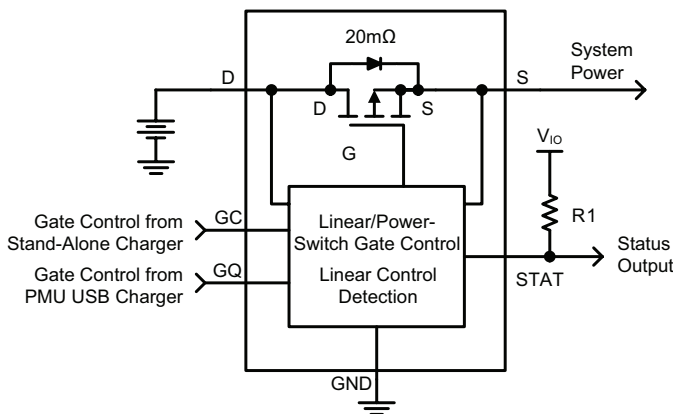 20mΩ
System
Power
D
S
D
S
G
V_IO
R1
Gate Control from
Stand-Alone Charger
GC
Linear/Power-
Switch Gate Control
Gate Control from
PMU USB Charger
GQ
Linear Control
Detection
Status
Output
STAT
GND